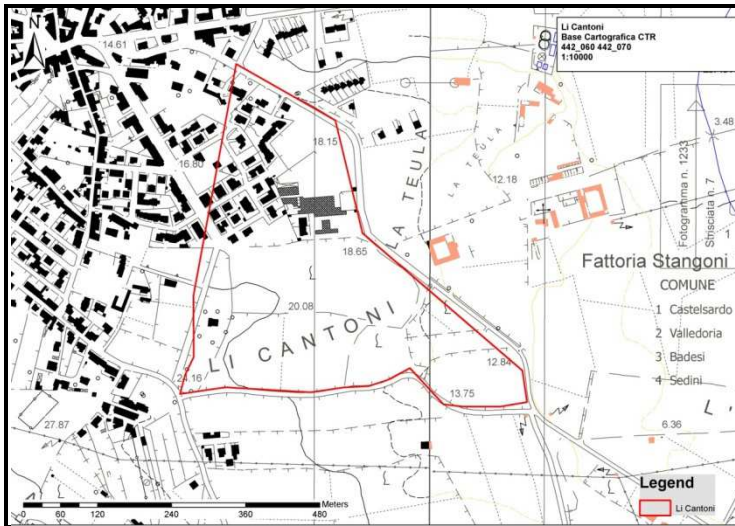 N
14.61
Li Cantoni
Base Cartografica CTR
442_060 442_070
1:10000
18.15
16.80
LA TEULA
LA TEULA
12.18
3.48
Fotogramma n. 1233
Strisciata n. 7
1
18.65
Fattoria Stangoni
COMUNE
1 Castelsardo
2 Valledoria
3 Badesi
4 Sedini
20.08
LI CANTONI
12.84
24.16
13.75
27.87
6.36
L'
Meters
0 60 120 240 360 480
Legend
Li Cantoni